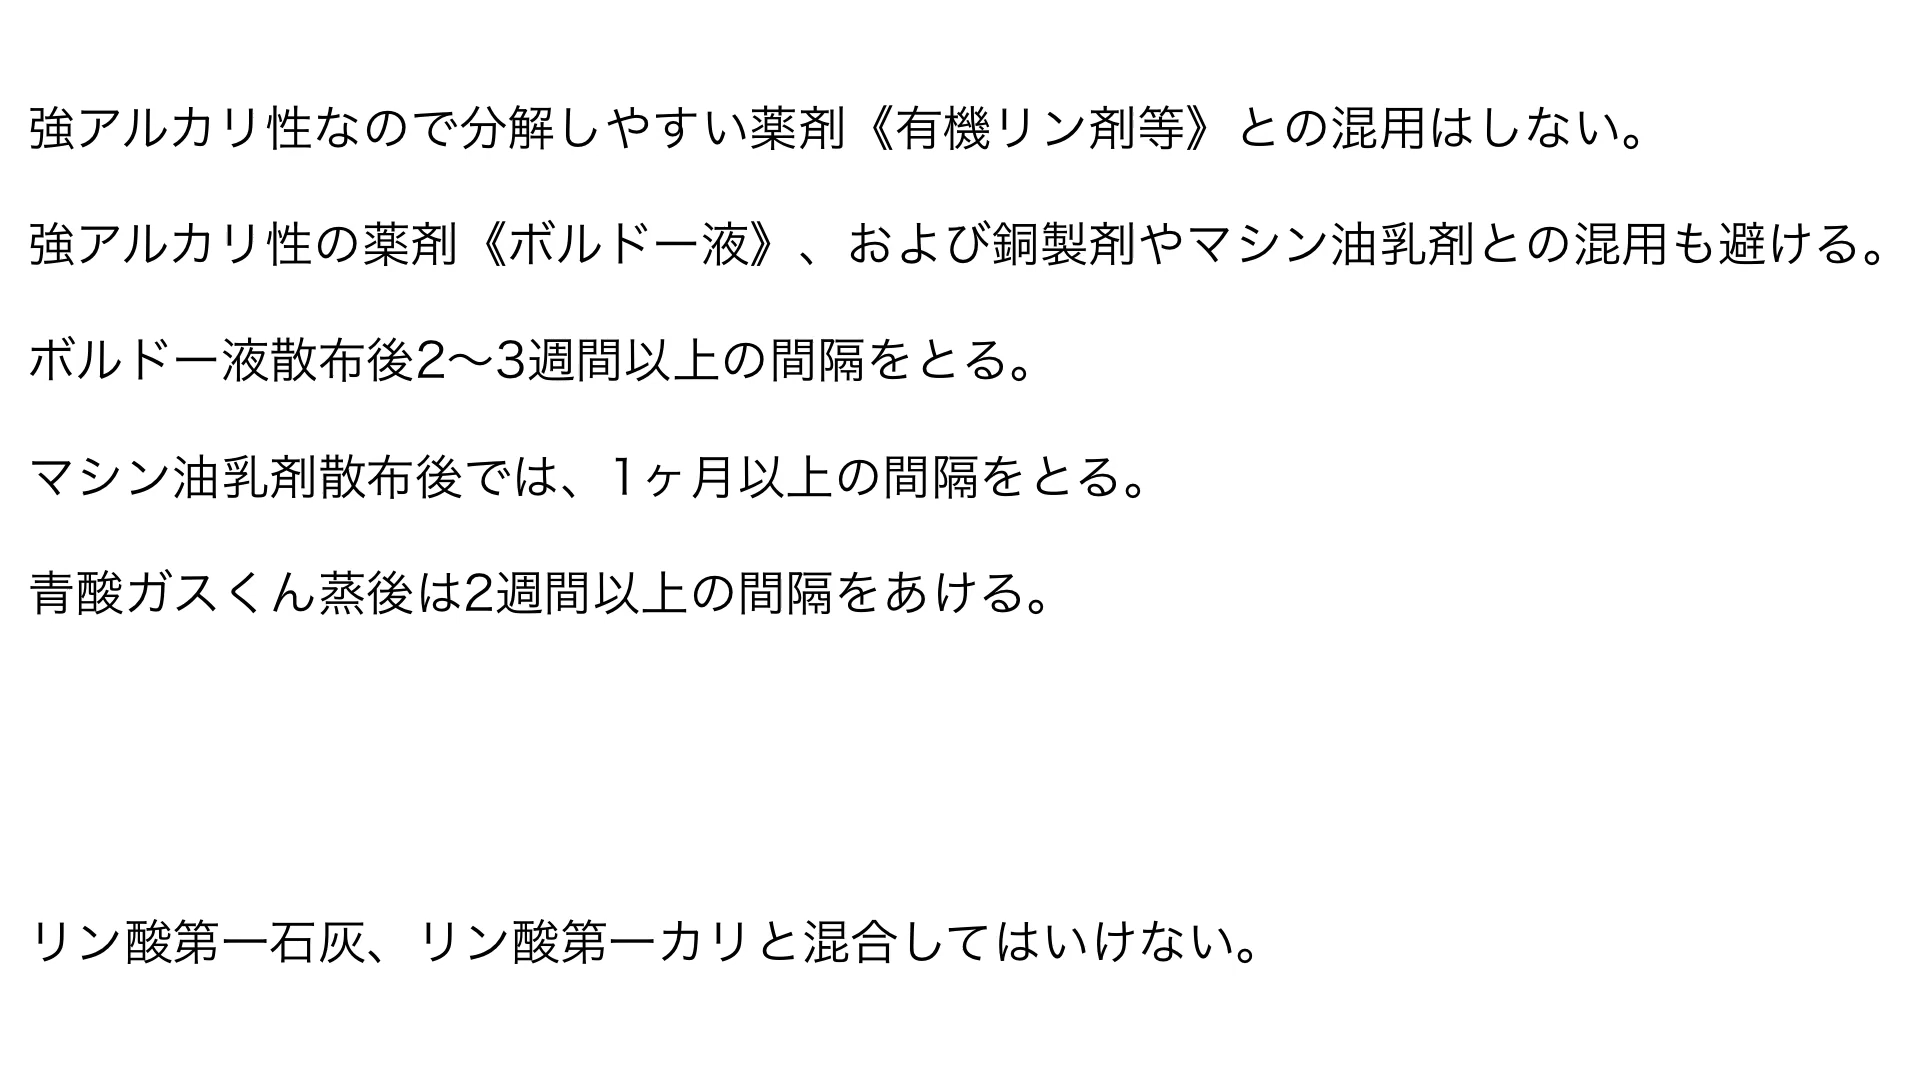 強アルカリ性なので分解しやすい薬剤《有機リン剤等》との混用はしない。
強アルカリ性の薬剤《ボルドー液》、および銅製剤やマシン油乳剤との混用も避ける。
ボルドー液散布後2〜3週間以上の間隔をとる。
マシン油乳剤散布後では、1ヶ月以上の間隔をとる。
青酸ガスくん蒸後は2週間以上の間隔をあける。
リン酸第一石灰、リン酸第一カリと混合してはいけない。